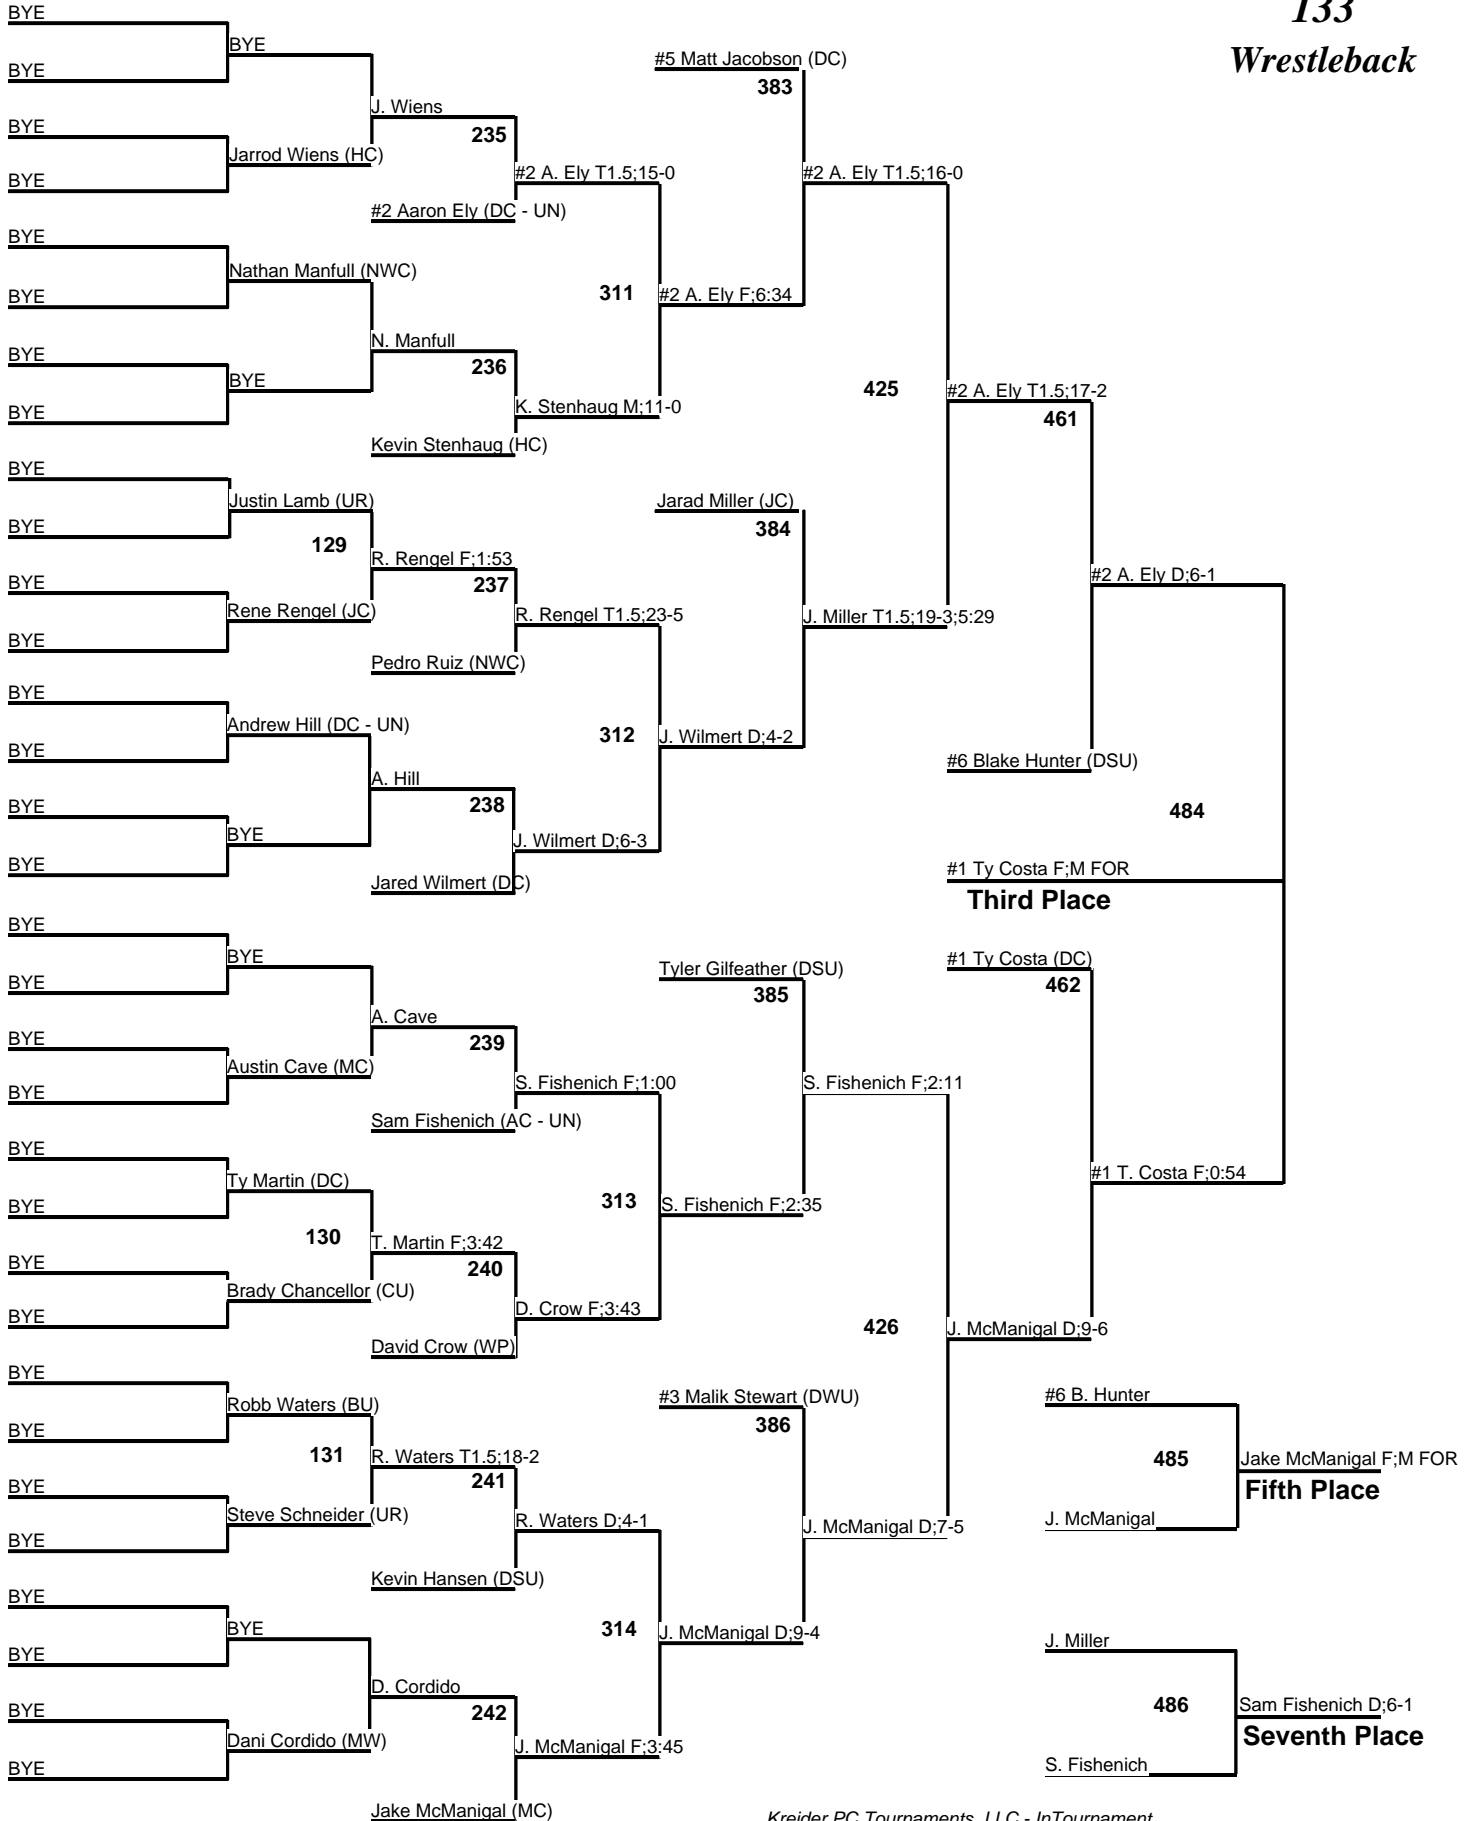 133
Wrestleback
BYE
BYE
BYE
#5 Matt Jacobson (DC)
383
BYE
J. Wiens
235
BYE
Jarrod Wiens (HC)
#2 A. Ely T1.5;15-0
#2 A. Ely T1.5;16-0
BYE
#2 Aaron Ely (DC - UN)
BYE
Nathan Manfull (NWC)
311
#2 A. Ely F;6:34
BYE
N. Manfull
236
BYE
BYE
425
#2 A. Ely T1.5;17-2
461
BYE
K. Stenhaug M;11-0
Kevin Stenhaug (HC)
BYE
Justin Lamb (UR)
Jarad Miller (JC)
384
BYE
129
R. Rengel F;1:53
237
BYE
#2 A. Ely D;6-1
Rene Rengel (JC)
R. Rengel T1.5;23-5
J. Miller T1.5;19-3;5:29
BYE
Pedro Ruiz (NWC)
BYE
Andrew Hill (DC - UN)
312
J. Wilmert D;4-2
BYE
#6 Blake Hunter (DSU)
A. Hill
238
BYE
484
BYE
J. Wilmert D;6-3
BYE
#1 Ty Costa F;M FOR
Jared Wilmert (DC)
Third Place
BYE
BYE
#1 Ty Costa (DC)
462
BYE
Tyler Gilfeather (DSU)
385
A. Cave
239
BYE
Austin Cave (MC)
S. Fishenich F;1:00
S. Fishenich F;2:11
BYE
Sam Fishenich (AC - UN)
BYE
Ty Martin (DC)
#1 T. Costa F;0:54
BYE
313
S. Fishenich F;2:35
130
T. Martin F;3:42
240
BYE
Brady Chancellor (CU)
D. Crow F;3:43
BYE
426
J. McManigal D;9-6
David Crow (WP)
BYE
Robb Waters (BU)
#3 Malik Stewart (DWU)
386
#6 B. Hunter
BYE
131
R. Waters T1.5;18-2
241
485
Jake McManigal F;M FOR
Fifth Place
BYE
Steve Schneider (UR)
R. Waters D;4-1
J. McManigal D;7-5
J. McManigal
BYE
Kevin Hansen (DSU)
BYE
BYE
314
J. McManigal D;9-4
J. Miller
BYE
D. Cordido
242
BYE
486
Sam Fishenich D;6-1
Seventh Place
Dani Cordido (MW)
J. McManigal F;3:45
BYE
S. Fishenich
Jake McManigal (MC)
Kreider PC Tournaments, LLC - InTournament